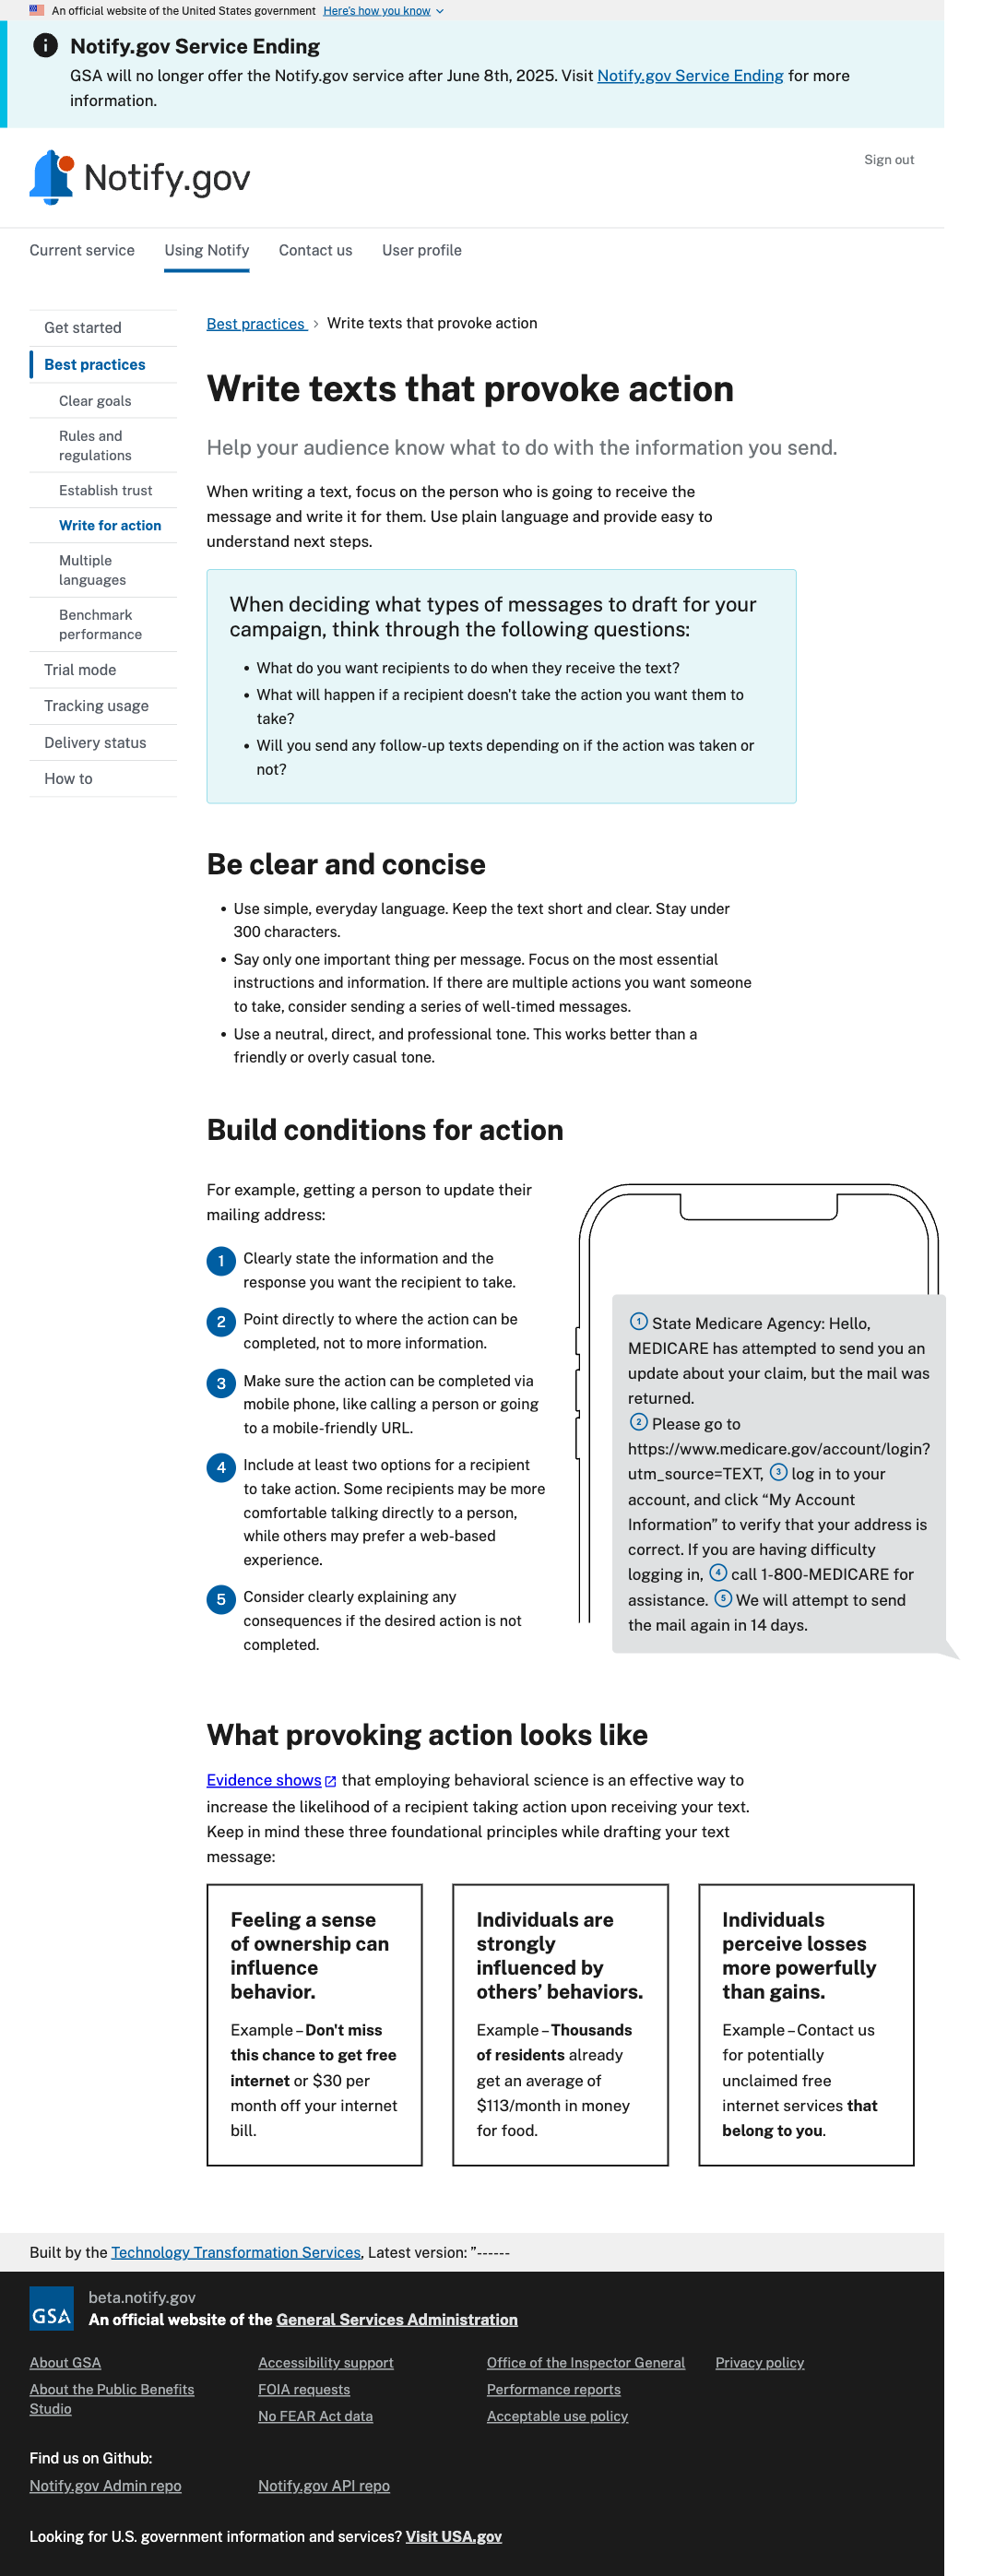 An official website of the United States government Here's how you know
Notify.gov Service Ending
GSA will no longer offer the Notify.gov service after June 8th, 2025. Visit Notify.gov Service Ending for more
information.
Notify.gov
Sign out
Current service Using Notify Contact us User profile
Get started
Best practices
Clear goals
Rules and
regulations
Establish trust
Write for action
Multiple
languages
Benchmark
performance
Trial mode
Tracking usage
Delivery status
How to
Best practices › Write texts that provoke action
Write texts that provoke action
Help your audience know what to do with the information you send.
When writing a text, focus on the person who is going to receive the
message and write it for them. Use plain language and provide easy to
understand next steps.
When deciding what types of messages to draft for your
campaign, think through the following questions:
• What do you want recipients to do when they receive the text?
• What will happen if a recipient doesn't take the action you want them to
take?
• Will you send any follow-up texts depending on if the action was taken or
not?
Be clear and concise
• Use simple, everyday language. Keep the text short and clear. Stay under
300 characters.
• Say only one important thing per message. Focus on the most essential
instructions and information. If there are multiple actions you want someone
to take, consider sending a series of well-timed messages.
• Use a neutral, direct, and professional tone. This works better than a
friendly or overly casual tone.
Build conditions for action
For example, getting a person to update their
mailing address:
1 Clearly state the information and the
response you want the recipient to take.
2 Point directly to where the action can be
completed, not to more information.
3 Make sure the action can be completed via
mobile phone, like calling a person or going
to a mobile-friendly URL.
4 Include at least two options for a recipient
to take action. Some recipients may be more
comfortable talking directly to a person,
while others may prefer a web-based
experience.
5 Consider clearly explaining any
consequences if the desired action is not
completed.
1 State Medicare Agency: Hello,
MEDICARE has attempted to send you an
update about your claim, but the mail was
returned.
2 Please go to
https://www.medicare.gov/account/login?
utm_source=TEXT, 3 log in to your
account, and click “My Account
Information” to verify that your address is
correct. If you are having difficulty
logging in, 4 call 1-800-MEDICARE for
assistance. 5 We will attempt to send
the mail again in 14 days.
What provoking action looks like
Evidence shows that employing behavioral science is an effective way to
increase the likelihood of a recipient taking action upon receiving your text.
Keep in mind these three foundational principles while drafting your text
message:
Feeling a sense
of ownership can
influence
behavior.
Example – Don't miss
this chance to get free
internet or $30 per
month off your internet
bill.
Individuals are
strongly
influenced by
others’ behaviors.
Example – Thousands
of residents already
get an average of
$113/month in money
for food.
Individuals
perceive losses
more powerfully
than gains.
Example – Contact us
for potentially
unclaimed free
internet services that
belong to you.
Built by the Technology Transformation Services, Latest version: ”------
GSA
beta.notify.gov
An official website of the General Services Administration
About GSA
About the Public Benefits
Studio
Accessibility support
FOIA requests
No FEAR Act data
Office of the Inspector General
Performance reports
Acceptable use policy
Privacy policy
Find us on Github:
Notify.gov Admin repo Notify.gov API repo
Looking for U.S. government information and services? Visit USA.gov